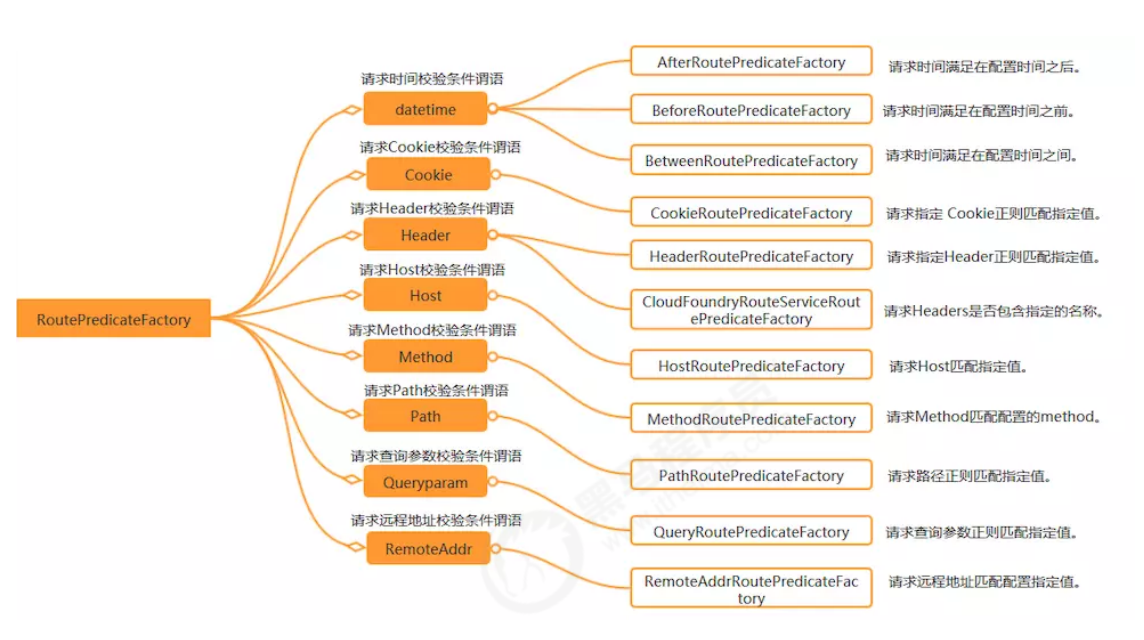 RoutePredicateFactory
请求时间校验条件谓语
datetime
AfterRoutePredicateFactory
请求时间满足在配置时间之后。
BeforeRoutePredicateFactory
请求时间满足在配置时间之前。
BetweenRoutePredicateFactory
请求时间满足在配置时间之间。
请求Cookie校验条件谓语
Cookie
CookieRoutePredicateFactory
请求指定 Cookie正则匹配指定值。
请求Header校验条件谓语
Header
HeaderRoutePredicateFactory
请求指定Header正则匹配指定值。
CloudFoundryRouteServiceRout
ePredicateFactory
请求Headers是否包含指定的名称。
请求Host校验条件谓语
Host
HostRoutePredicateFactory
请求Host匹配指定值。
请求Method校验条件谓语
Method
MethodRoutePredicateFactory
请求Method匹配配置的method。
请求Path校验条件谓语
Path
PathRoutePredicateFactory
请求路径正则匹配指定值。
请求查询参数校验条件谓语
Queryparam
QueryRoutePredicateFactory
请求查询参数正则匹配指定值。
请求远程地址校验条件谓语
RemoteAddr
RemoteAddrRoutePredicateFac
tory
请求远程地址匹配配置指定值。